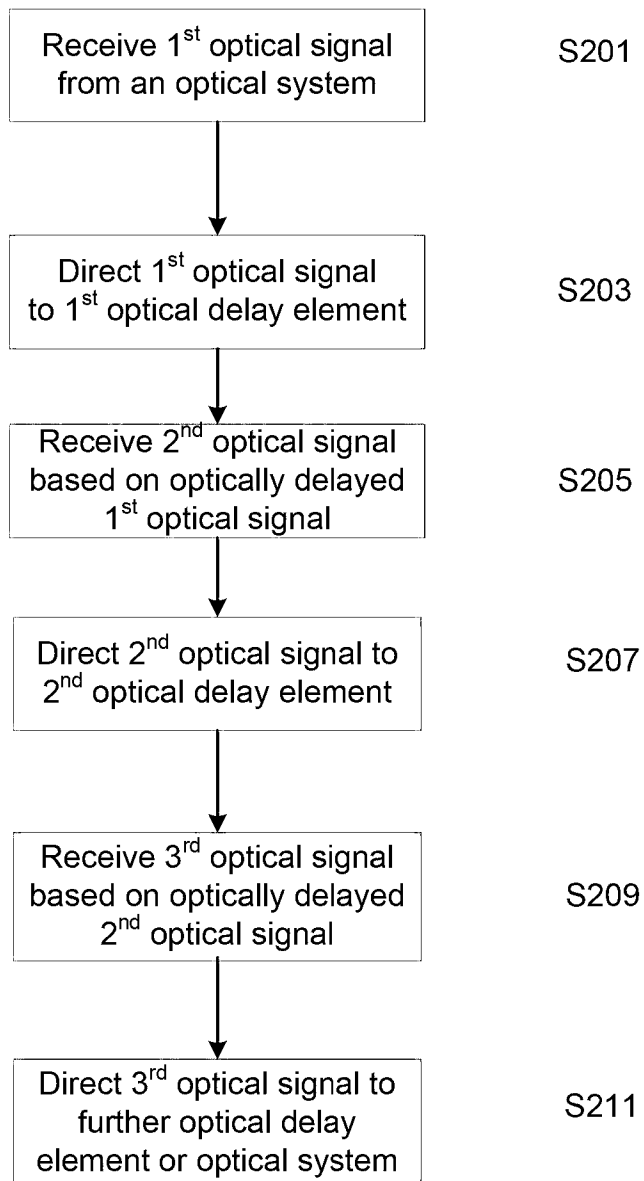 Receive 1st optical signal
from an optical system
S201
Direct 1st optical signal
to 1st optical delay element
S203
Receive 2nd optical signal
based on optically delayed
1st optical signal
S205
Direct 2nd optical signal to
2nd optical delay element
S207
Receive 3rd optical signal
based on optically delayed
2nd optical signal
S209
Direct 3rd optical signal to
further optical delay
element or optical system
S211